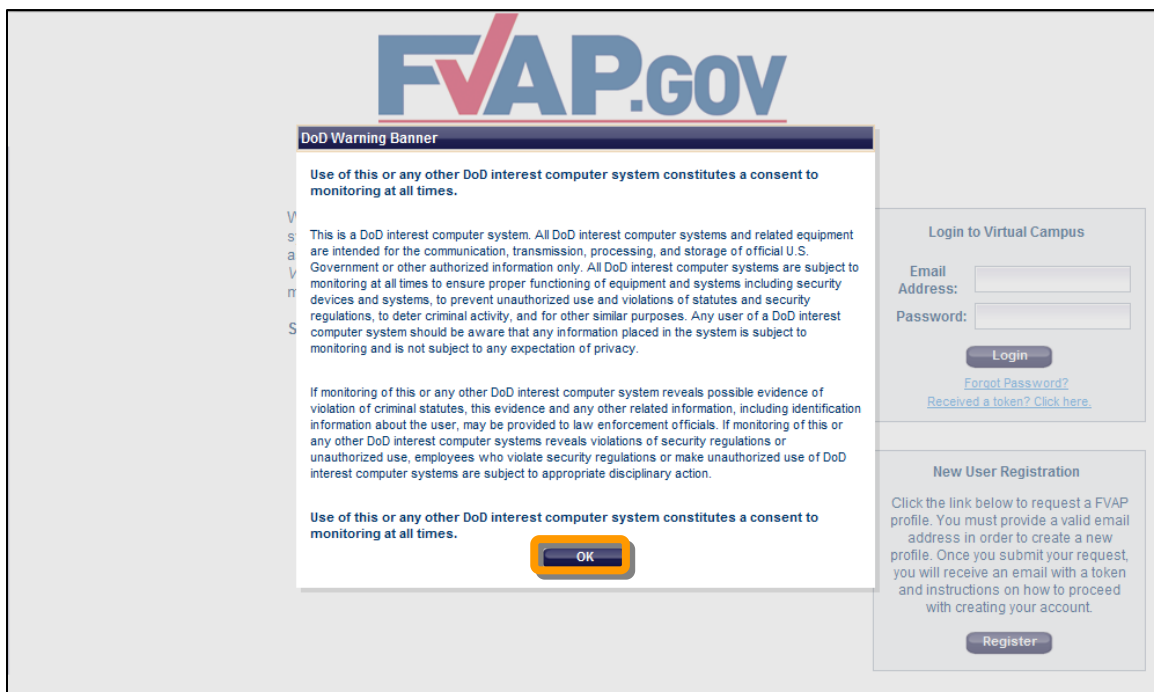 FVAP.GOV
DoD Warning Banner
Use of this or any other DoD interest computer system constitutes a consent to
monitoring at all times.
This is a DoD interest computer system. All DoD interest computer systems and related equipment
are intended for the communication, transmission, processing, and storage of official U.S.
Government or other authorized information only. All DoD interest computer systems are subject to
monitoring at all times to ensure proper functioning of equipment and systems including security
devices and systems, to prevent unauthorized use and violations of statutes and security
regulations, to deter criminal activity, and for other similar purposes. Any user of a DoD interest
computer system should be aware that any information placed in the system is subject to
monitoring and is not subject to any expectation of privacy.
If monitoring of this or any other DoD interest computer system reveals possible evidence of
violation of criminal statutes, this evidence and any other related information, including identification
information about the user, may be provided to law enforcement officials. If monitoring of this or
any other DoD interest computer systems reveals violations of security regulations or
unauthorized use, employees who violate security regulations or make unauthorized use of DoD
interest computer systems are subject to appropriate disciplinary action.
Use of this or any other DoD interest computer system constitutes a consent to
monitoring at all times.
OK
Login to Virtual Campus
Email
Address:
Password:
Login
Forgot Password?
Received a token? Click here.
New User Registration
Click the link below to request a FVAP
profile. You must provide a valid email
address in order to create a new
profile. Once you submit your request,
you will receive an email with a token
and instructions on how to proceed
with creating your account.
Register